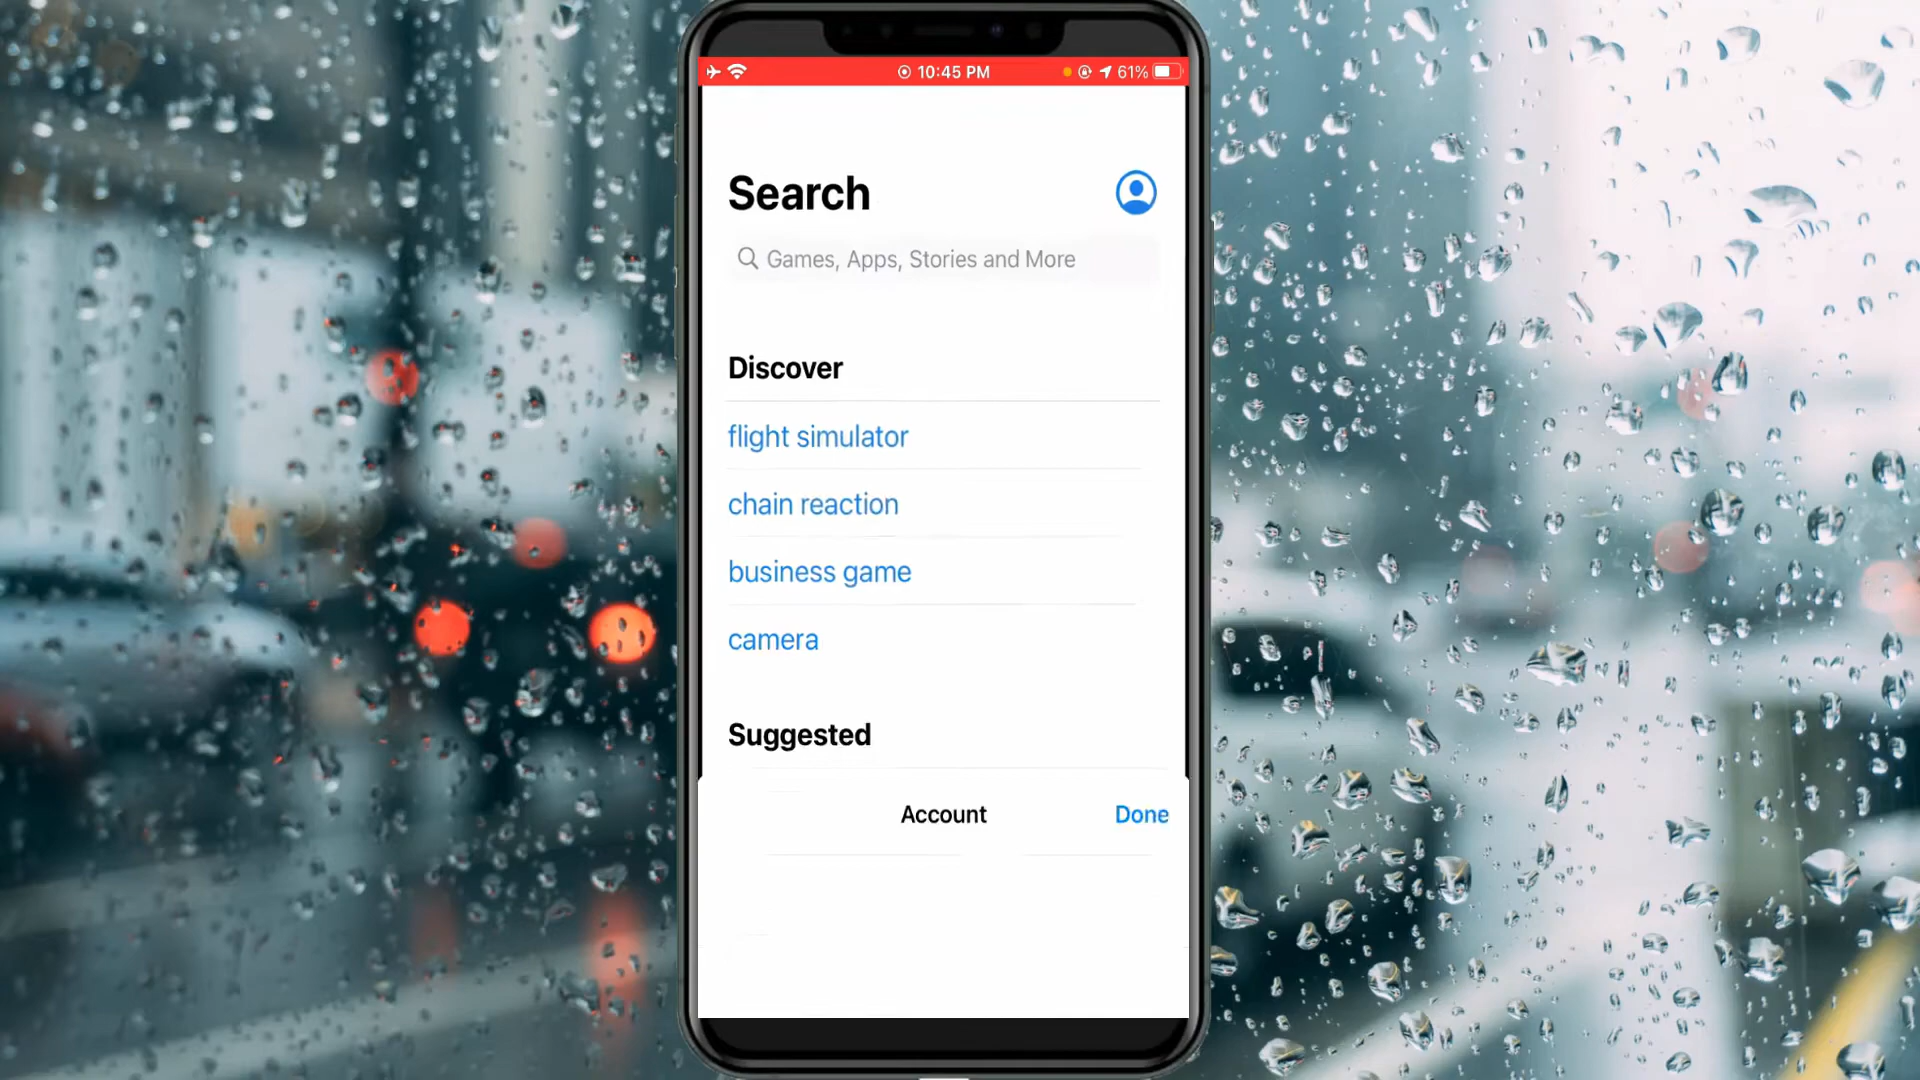 10:45 PM 61%
Search
Games, Apps, Stories and More
Discover
flight simulator
chain reaction
business game
camera
Suggested
Account Done